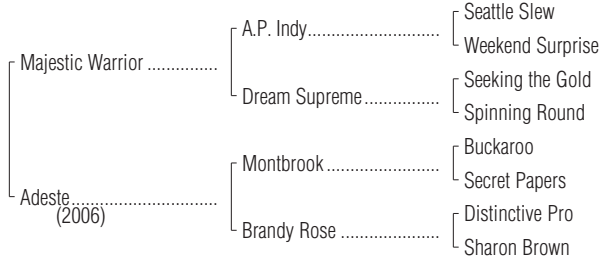 Seattle Slew
A.P. Indy
Weekend Surprise
Majestic Warrior
Seeking the Gold
Dream Supreme
Spinning Round
Buckaroo
Montbrook
Secret Papers
Adeste
(2006)
Distinctive Pro
Brandy Rose
Sharon Brown